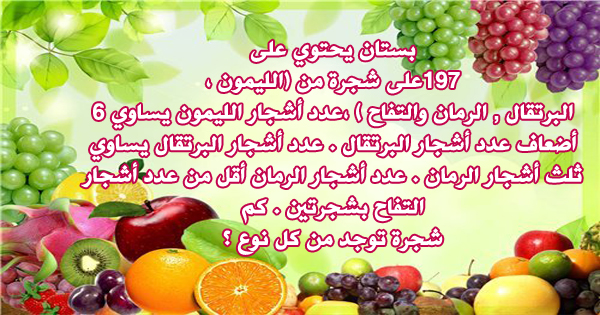 بستان يحتوي على
197على شجرة من (الليمون ،
البرتقال , الرمان والتفاح ) ،عدد أشجار الليمون يساوي 6
أضعاف عدد أشجار البرتقال . عدد أشجار البرتقال يساوي
ثلث أشجار الرمان . عدد أشجار الرمان أقل من عدد أشجار
التفاح بشجرتين . كم
شجرة توجد من كل نوع ؟